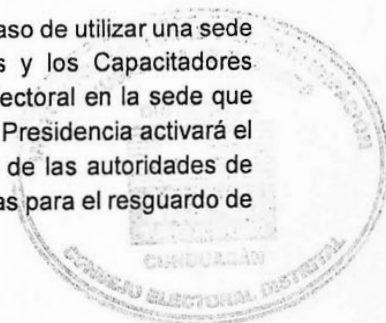 aso de utilizar una sede
s y los Capacitadores
ectoral en la sede que
Presidencia activará el
de las autoridades de
as para el resguardo de
CUNDUACÁN
CONSEJO ELECTORAL DISTRITAL